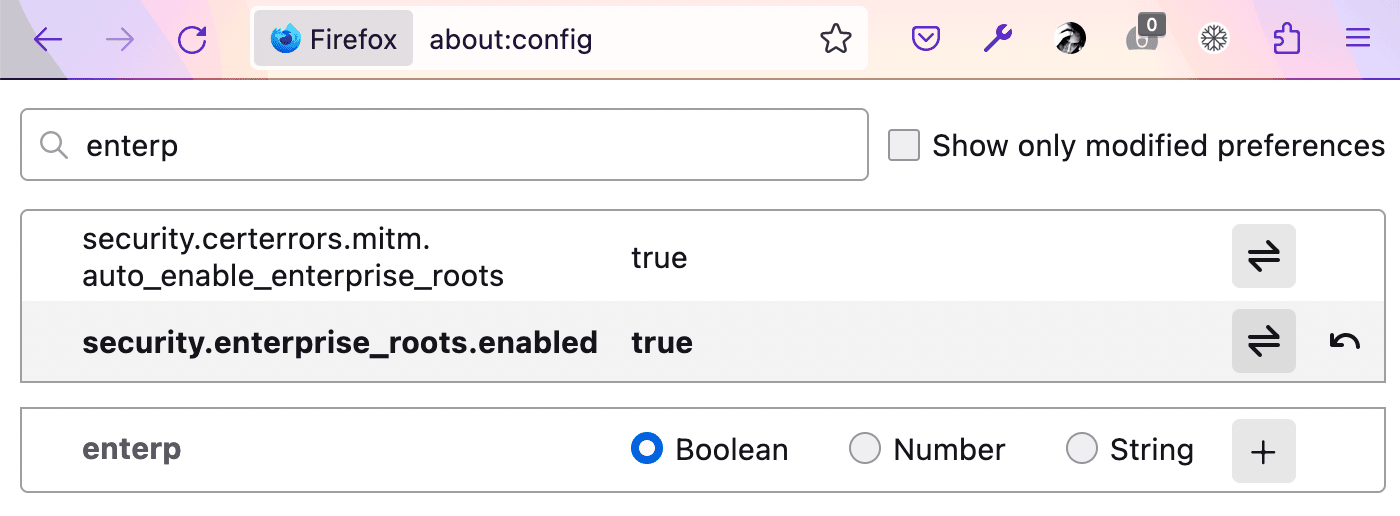 Firefox about:config
0
enterp
Show only modified preferences
security.certerrors.mitm.
auto_enable_enterprise_roots
true
security.enterprise_roots.enabled true
enterp Boolean Number String